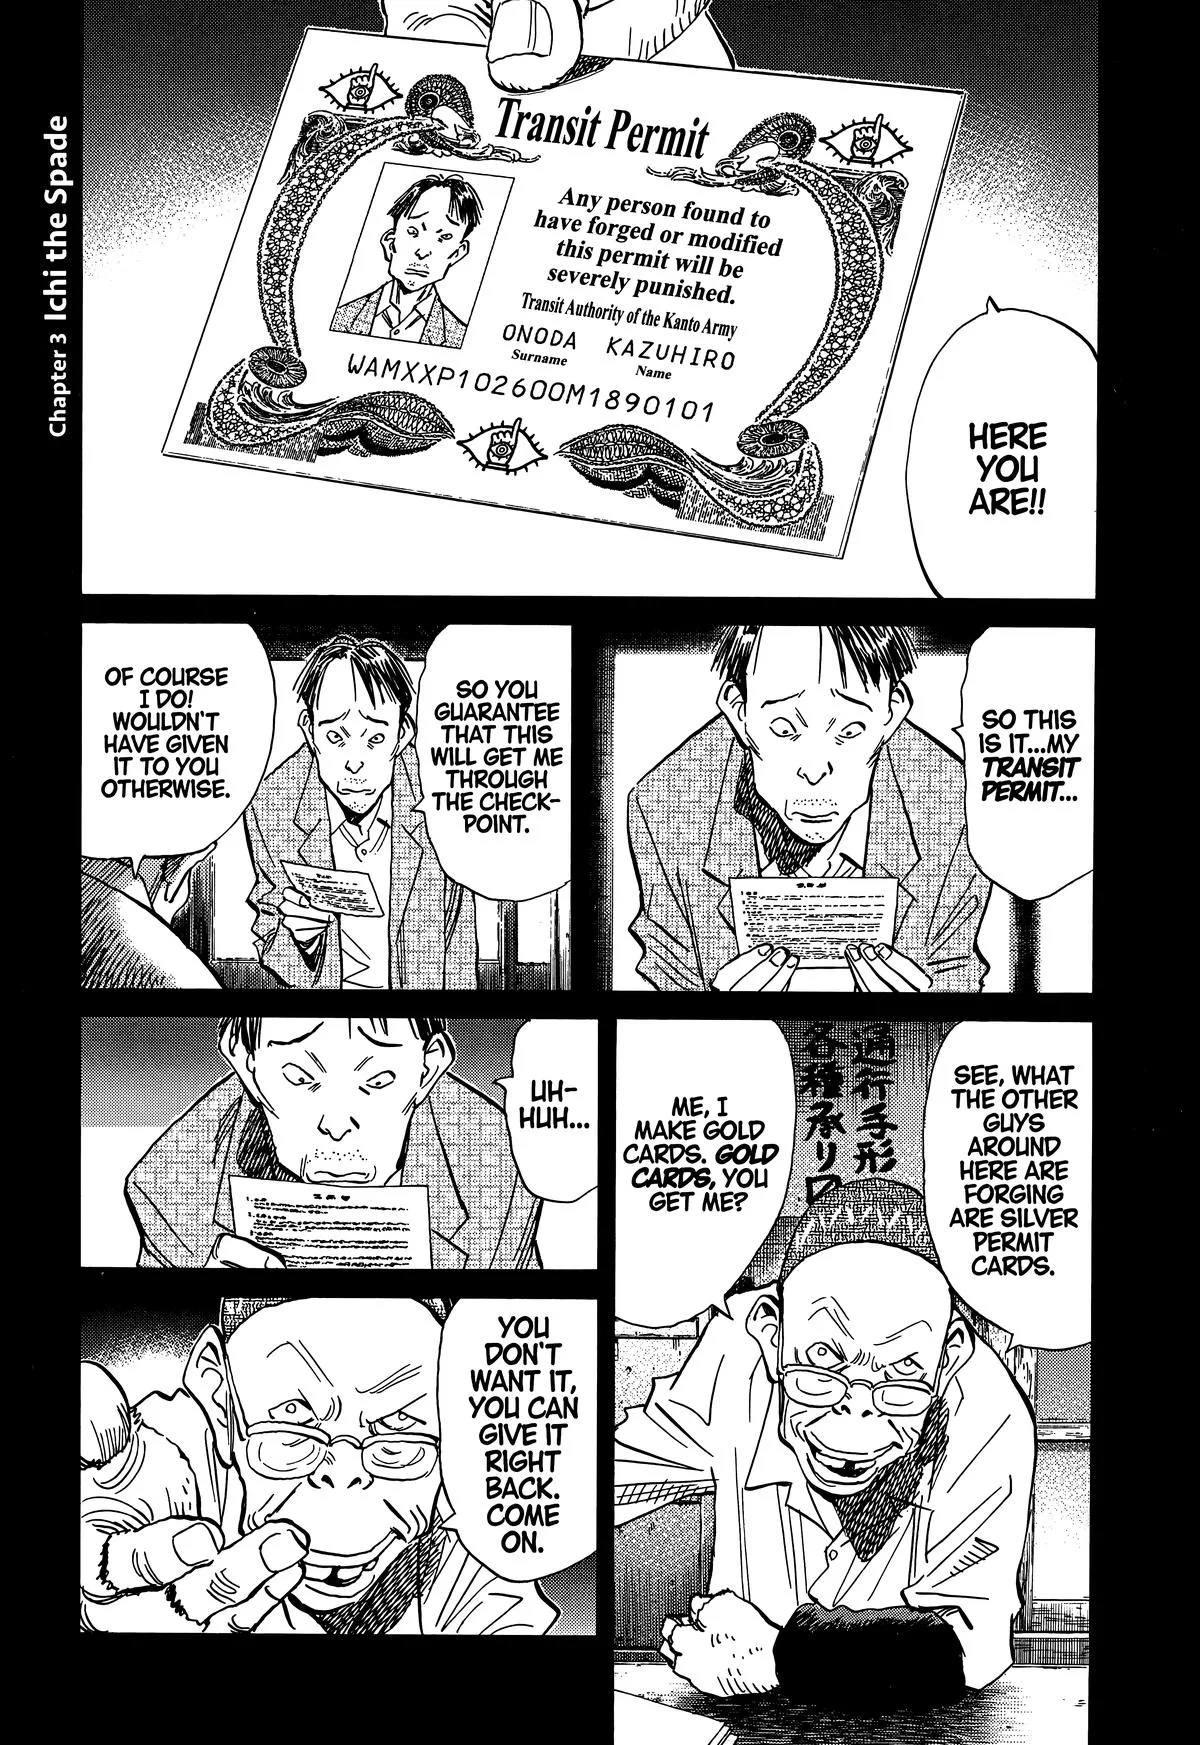 Chapter 3 Ichi the Spade
Transit Permit
Any person found to
have forged or modified
this permit will be
severely punished.
Transit Authority of the Kanto Army
ONODA KAZUHIRO
Surname Name
WAMXXP102600M1890101
HERE
YOU
ARE!!
SO THIS
IS IT...MY
TRANSIT
PERMIT...
SO YOU
GUARANTEE
THAT THIS
WILL GET ME
THROUGH
THE CHECK-
POINT.
OF COURSE
I DO!
WOULDN'T
HAVE GIVEN
IT TO YOU
OTHERWISE.
SEE, WHAT
THE OTHER
GUYS
AROUND
HERE ARE
FORGING
ARE SILVER
PERMIT
CARDS.
通行手形
各種承り〼
ME, I
MAKE GOLD
CARDS. GOLD
CARDS, YOU
GET ME?
UH-
HUH...
YOU
DON'T
WANT IT,
YOU CAN
GIVE IT
RIGHT
BACK.
COME
ON.